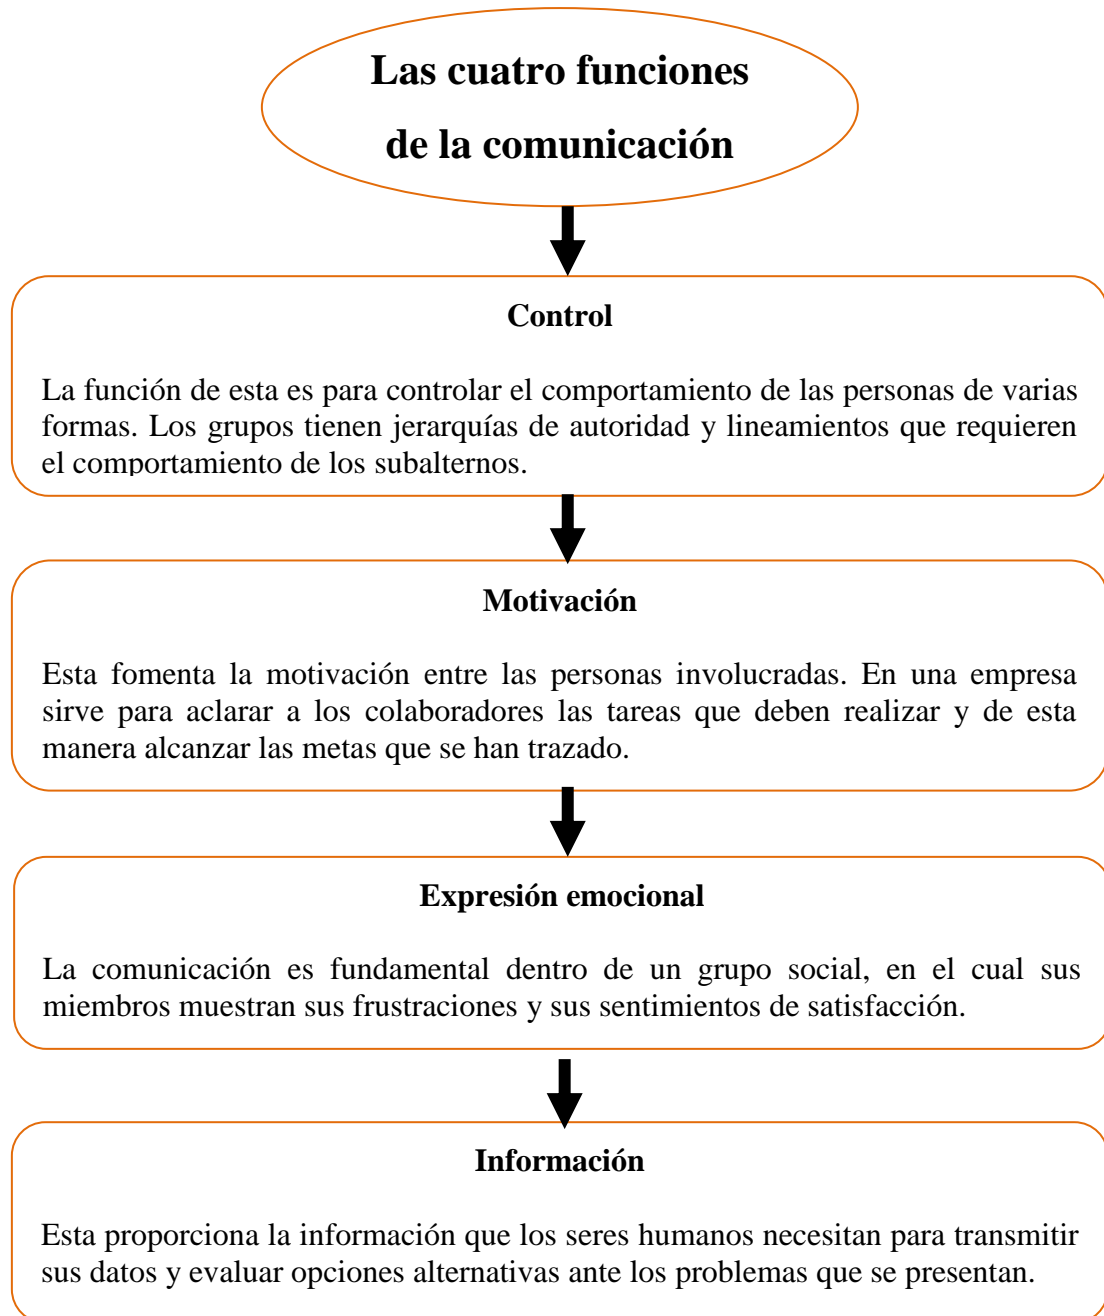 Las cuatro funciones
de la comunicación
Control
La función de esta es para controlar el comportamiento de las personas de varias
formas. Los grupos tienen jerarquías de autoridad y lineamientos que requieren
el comportamiento de los subalternos.
Motivación
Esta fomenta la motivación entre las personas involucradas. En una empresa
sirve para aclarar a los colaboradores las tareas que deben realizar y de esta
manera alcanzar las metas que se han trazado.
Expresión emocional
La comunicación es fundamental dentro de un grupo social, en el cual sus
miembros muestran sus frustraciones y sus sentimientos de satisfacción.
Información
Esta proporciona la información que los seres humanos necesitan para transmitir
sus datos y evaluar opciones alternativas ante los problemas que se presentan.